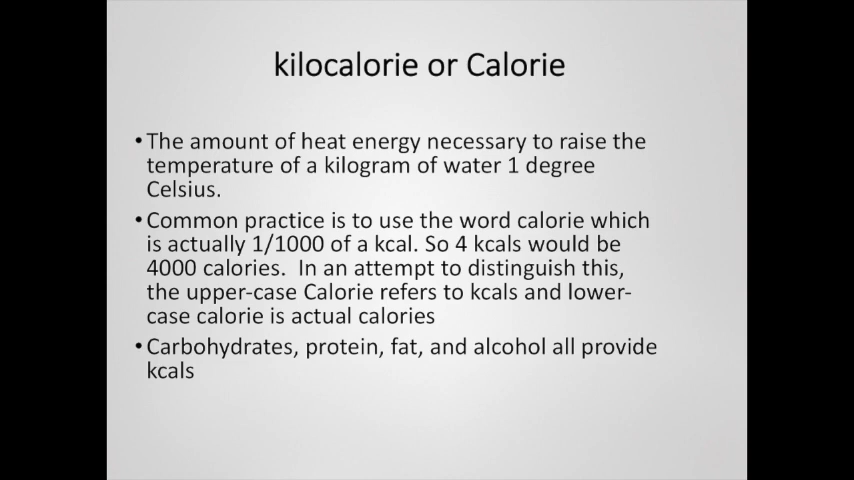 kilocalorie or Calorie
•The amount of heat energy necessary to raise the
temperature of a kilogram of water 1 degree
Celsius.
•Common practice is to use the word calorie which
is actually 1/1000 of a kcal. So 4 kcals would be
4000 calories.  In an attempt to distinguish this,
the upper-case Calorie refers to kcals and lower-
case calorie is actual calories
•Carbohydrates, protein, fat, and alcohol all provide
kcals